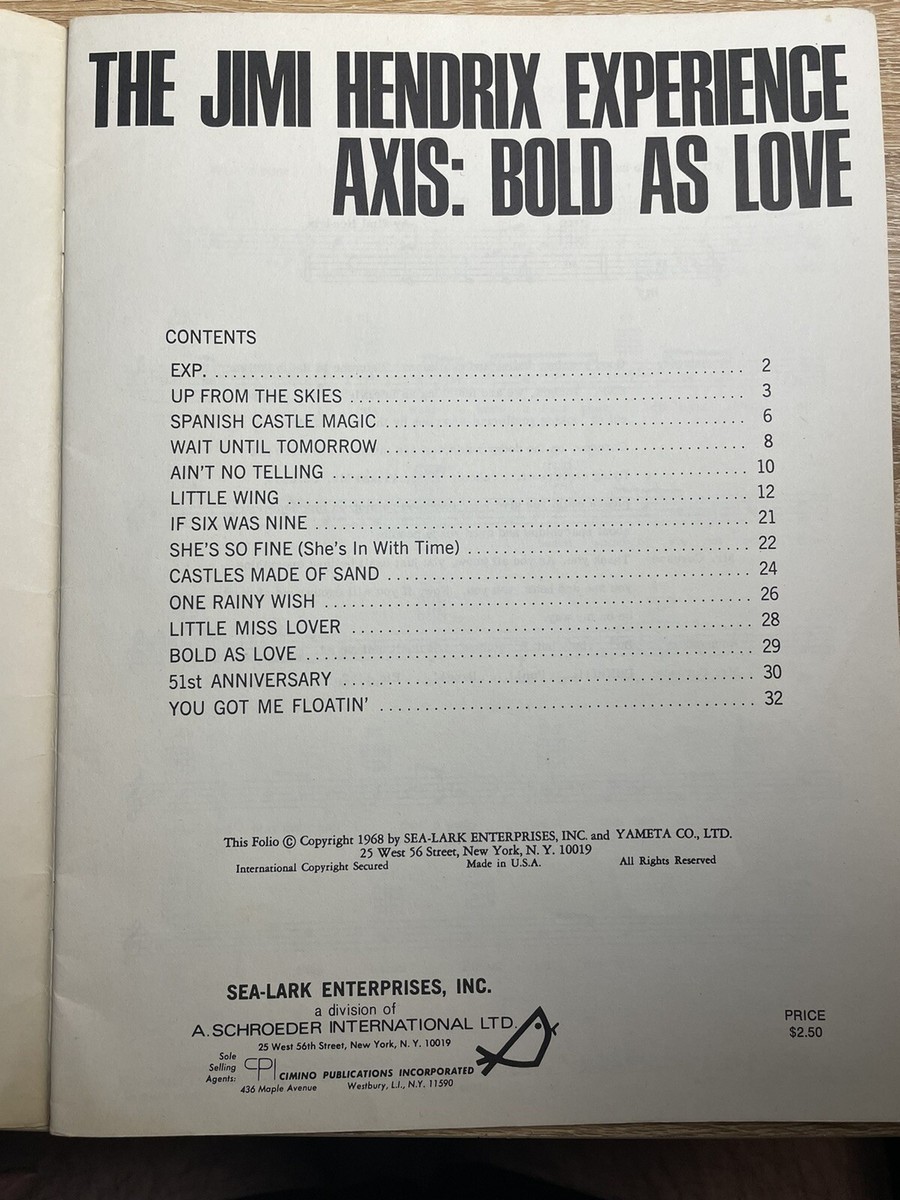 THE JIMI HENDRIX EXPERIENCE
AXIS: BOLD AS LOVE
CONTENTS
EXP. 2
UP FROM THE SKIES 3
SPANISH CASTLE MAGIC 6
WAIT UNTIL TOMORROW 8
AIN'T NO TELLING 10
LITTLE WING 12
IF SIX WAS NINE 21
SHE'S SO FINE (She's In With Time) 22
CASTLES MADE OF SAND 24
ONE RAINY WISH 26
LITTLE MISS LOVER 28
BOLD AS LOVE 29
51st ANNIVERSARY 30
YOU GOT ME FLOATIN' 32
This Folio © Copyright 1968 by SEA-LARK ENTERPRISES, INC. and YAMETA CO., LTD.
25 West 56 Street, New York, N. Y. 10019
International Copyright Secured Made in U.S.A. All Rights Reserved
SEA-LARK ENTERPRISES, INC.
a division of
A. SCHROEDER INTERNATIONAL LTD.
25 West 56th Street, New York, N. Y. 10019
Sole
Selling
Agents:
CPI CIMINO PUBLICATIONS INCORPORATED
436 Maple Avenue Westbury, L.I., N.Y. 11590
PRICE
$2.50